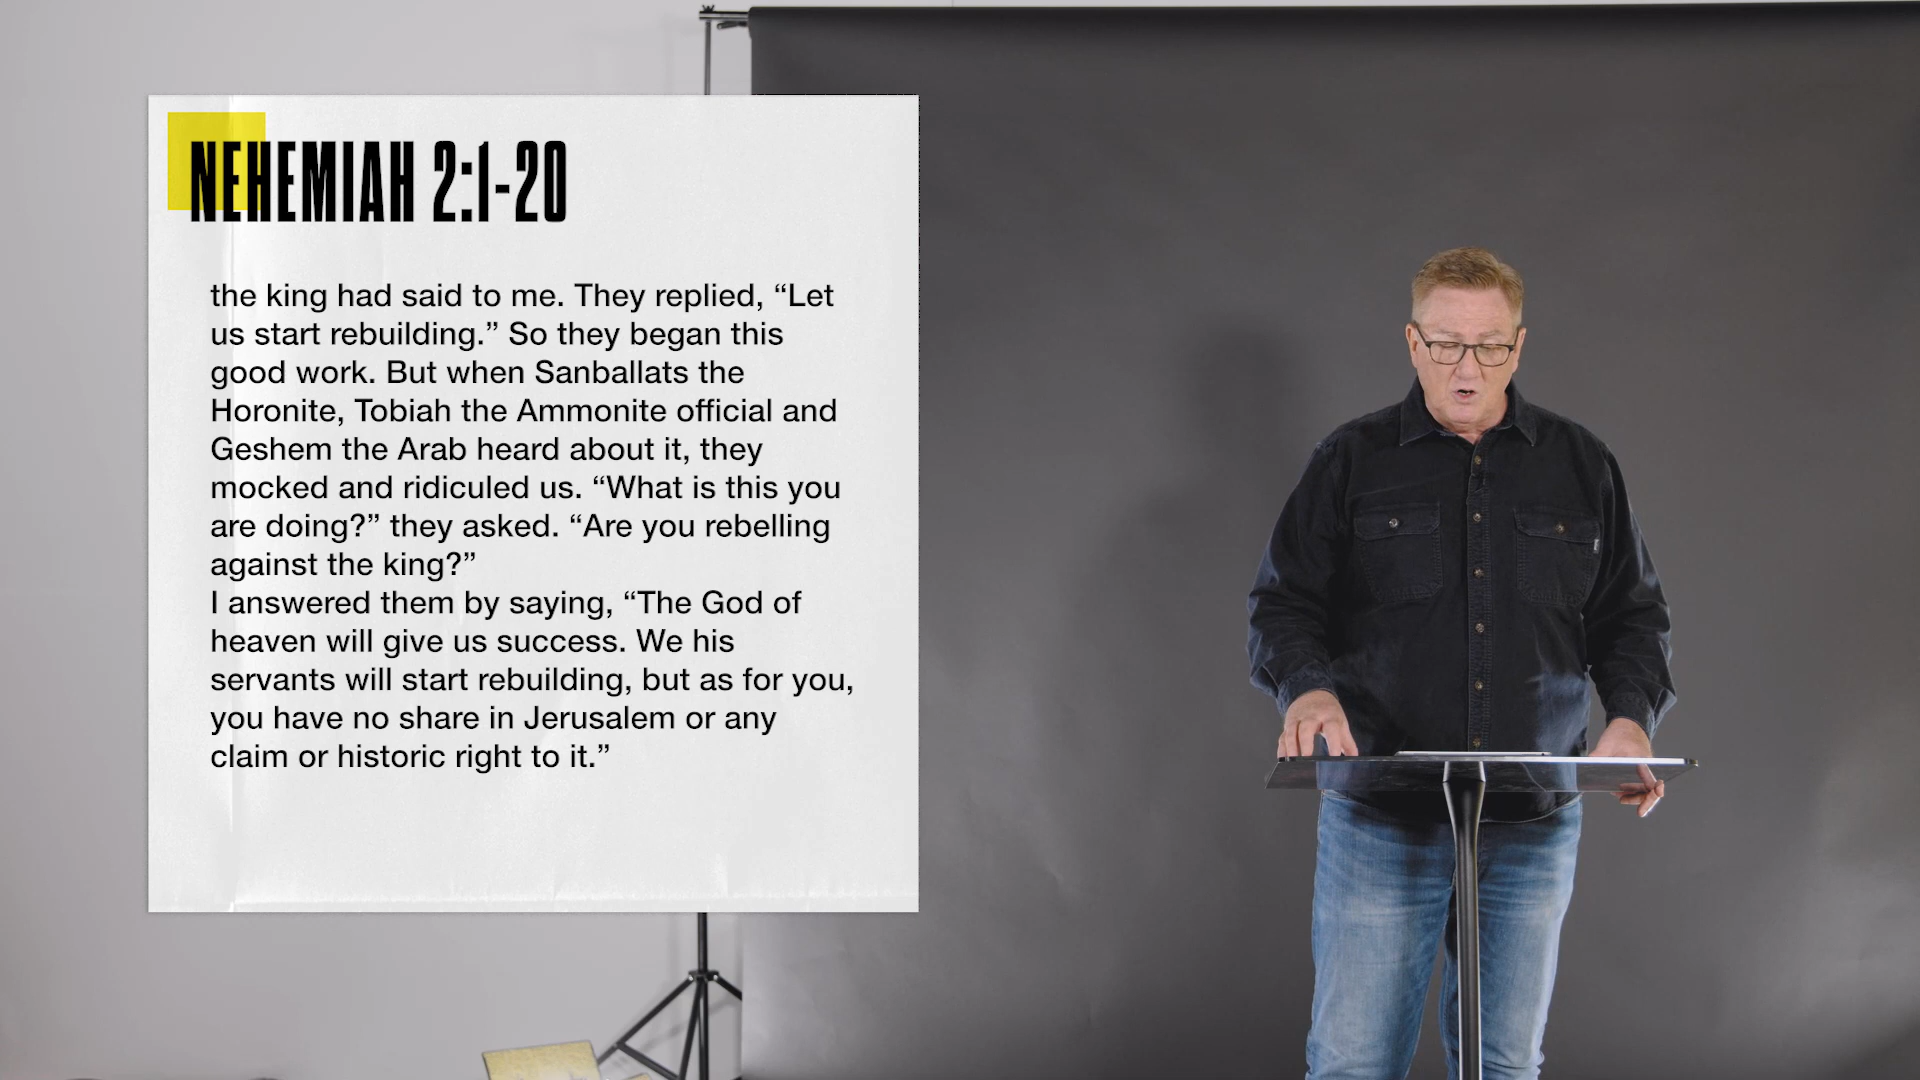 NEHEMIAH 2:1-20
the king had said to me. They replied, “Let
us start rebuilding.” So they began this
good work. But when Sanballats the
Horonite, Tobiah the Ammonite official and
Geshem the Arab heard about it, they
mocked and ridiculed us. “What is this you
are doing?” they asked. “Are you rebelling
against the king?”
I answered them by saying, “The God of
heaven will give us success. We his
servants will start rebuilding, but as for you,
you have no share in Jerusalem or any
claim or historic right to it.”